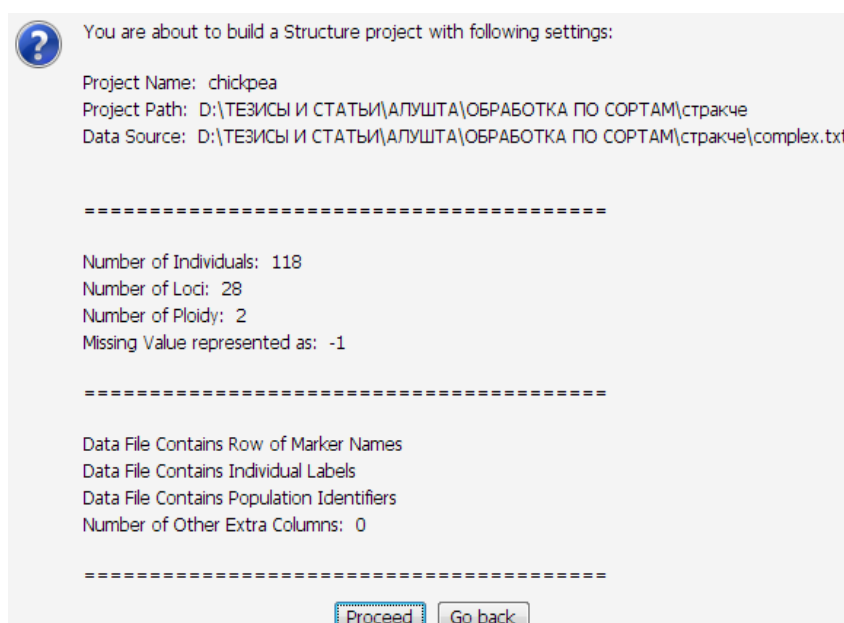 You are about to build a Structure project with following settings:
Project Name: chickpea
Project Path: D:\ТЕЗИСЫ И СТАТЬИ\АЛУШТА\ОБРАБОТКА ПО СОРТАМ\стракче
Data Source: D:\ТЕЗИСЫ И СТАТЬИ\АЛУШТА\ОБРАБОТКА ПО СОРТАМ\стракче\complex.txt
========================================
Number of Individuals: 118
Number of Loci: 28
Number of Ploidy: 2
Missing Value represented as: -1
========================================
Data File Contains Row of Marker Names
Data File Contains Individual Labels
Data File Contains Population Identifiers
Number of Other Extra Columns: 0
========================================
Proceed Go back